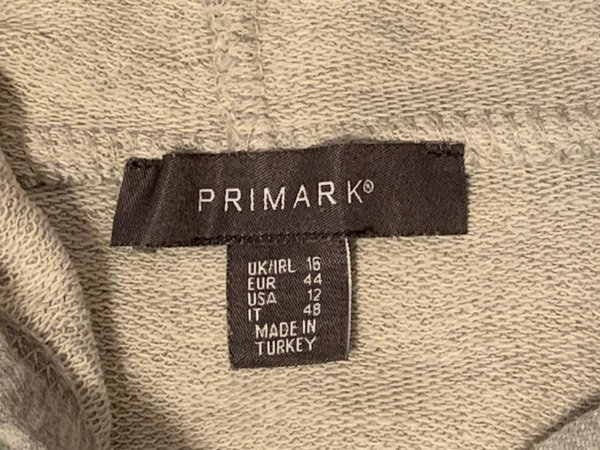 PRIMARK®
UK/IRL 16
EUR 44
USA 12
IT 48
MADE IN
TURKEY